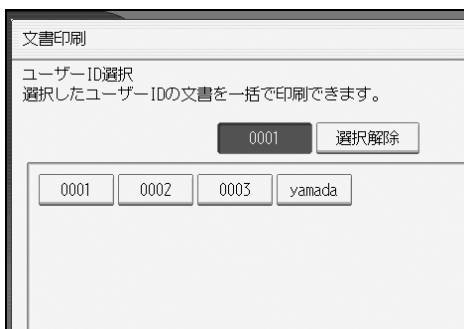 文書印刷
ユーザーID選択
選択したユーザーIDの文書を一括で印刷できます。
0001 選択解除
0001 0002 0003 yamada